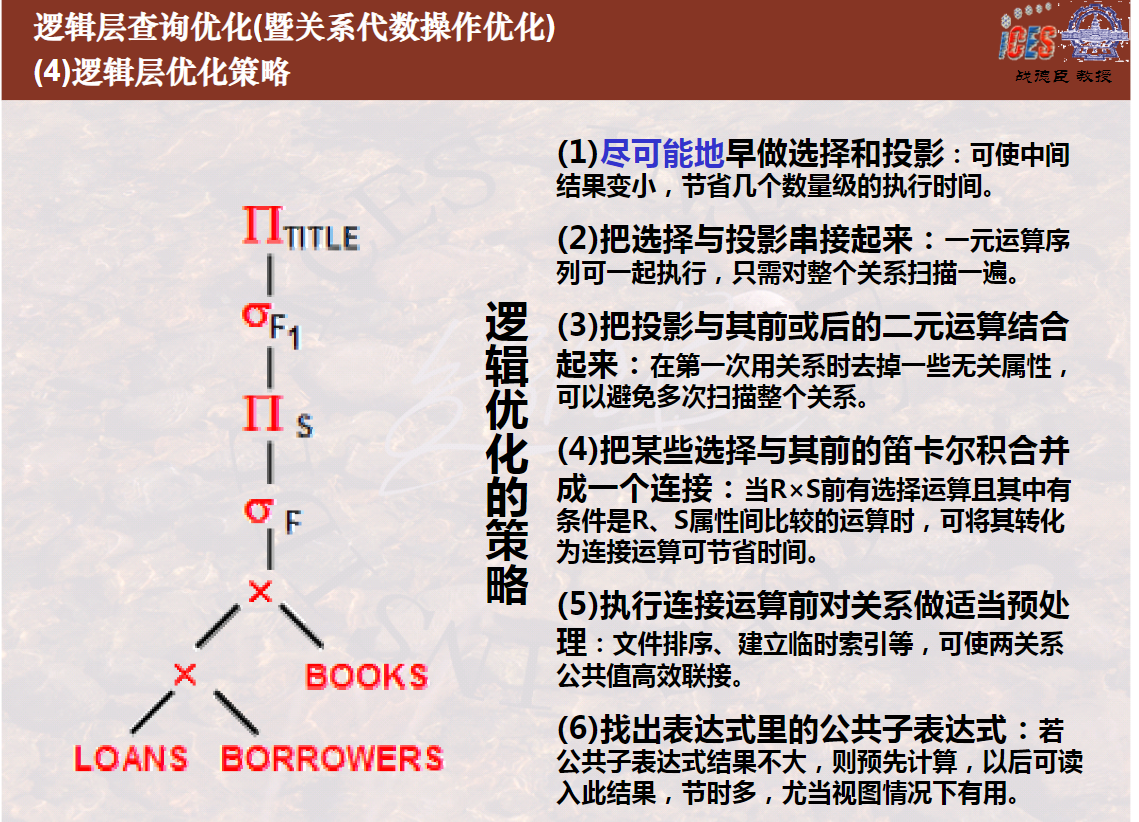 逻辑层查询优化(暨关系代数操作优化)
(4)逻辑层优化策略
iCES
战德臣 教授
∏TITLE
σF1
∏ S
σ F
×
× BOOKS
LOANS BORROWERS
逻辑优化的策略
(1)尽可能地早做选择和投影：可使中间
结果变小，节省几个数量级的执行时间。
(2)把选择与投影串接起来：一元运算序
列可一起执行，只需对整个关系扫描一遍。
(3)把投影与其前或后的二元运算结合
起来：在第一次用关系时去掉一些无关属性，
可以避免多次扫描整个关系。
(4)把某些选择与其前的笛卡尔积合并
成一个连接：当R×S前有选择运算且其中有
条件是R、S属性间比较的运算时，可将其转化
为连接运算可节省时间。
(5)执行连接运算前对关系做适当预处
理：文件排序、建立临时索引等，可使两关系
公共值高效联接。
(6)找出表达式里的公共子表达式：若
公共子表达式结果不大，则预先计算，以后可读
入此结果，节时多，尤当视图情况下有用。